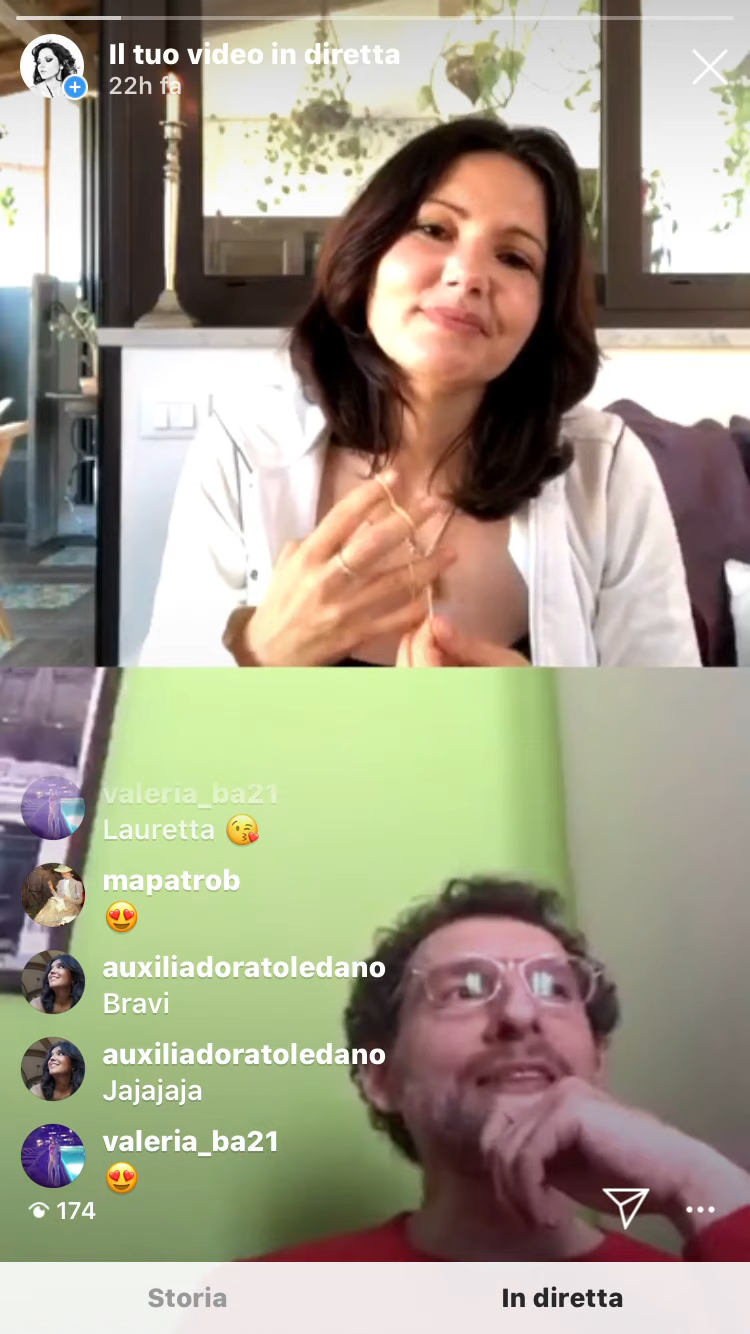 Il tuo video in diretta
22h fa
valeria_ba21
Lauretta 😘
mapatrob
😍
auxiliadoratoledano
Bravi
auxiliadoratoledano
Jajajaja
valeria_ba21
😍
174
Storia
In diretta